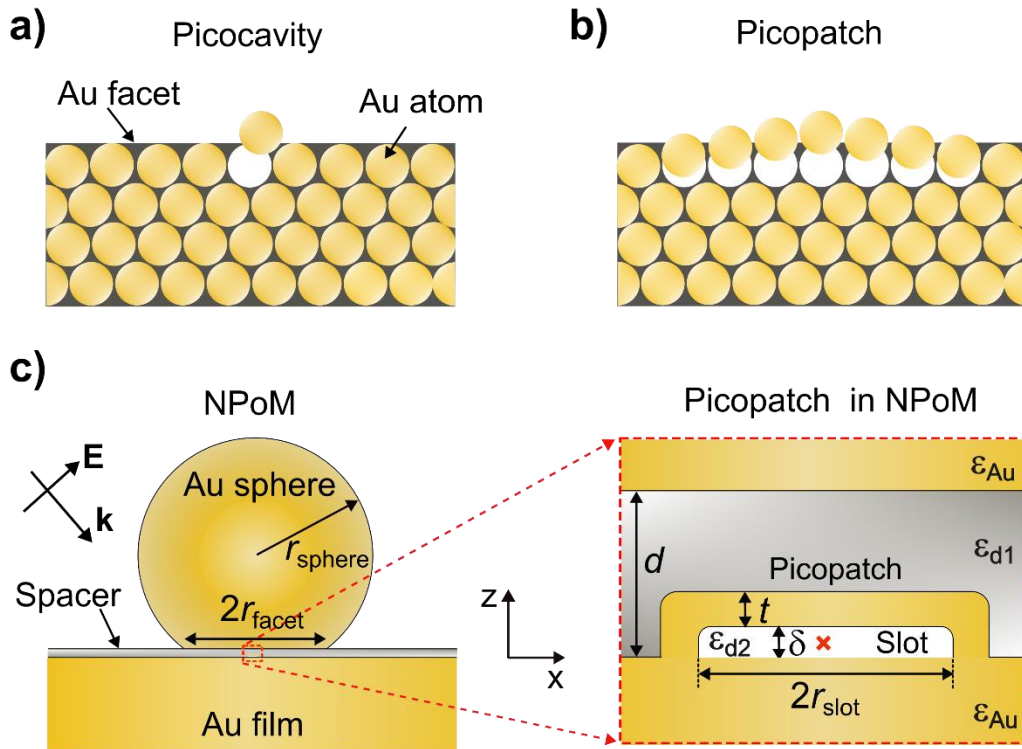 a)
Picocavity
Au facet
Au atom
b)
Picopatch
c)
NPoM
E
k
Au sphere
r_sphere
Spacer
2r_facet
Au film
z
x
Picopatch in NPoM
ε_Au
d
ε_d1
Picopatch
t
ε_d2
δ
Slot
2r_slot
ε_Au